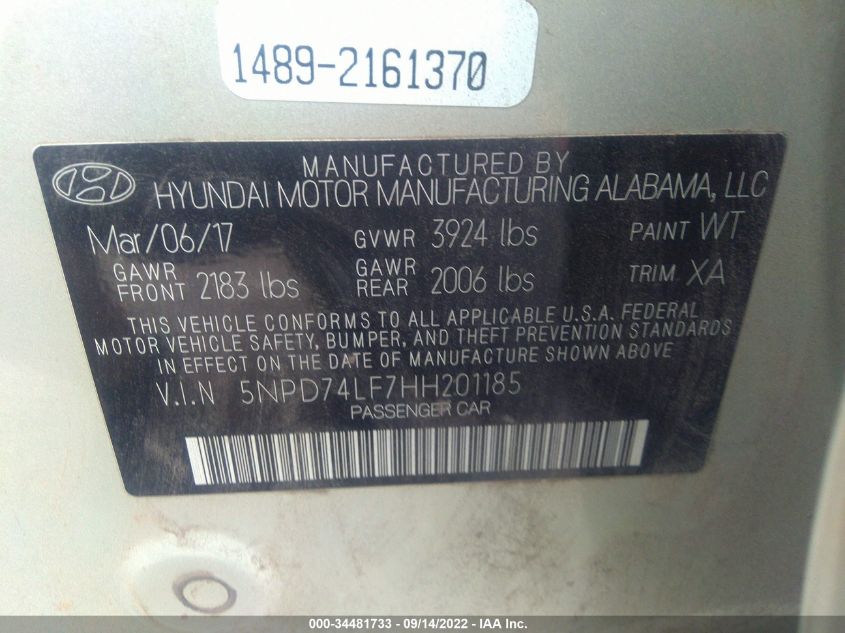 1489-2161370
MANUFACTURED BY
HYUNDAI MOTOR MANUFACTURING ALABAMA, LLC
Mar/06/17 GVWR 3924 lbs PAINT WT
GAWR FRONT 2183 lbs GAWR REAR 2006 lbs TRIM XA
THIS VEHICLE CONFORMS TO ALL APPLICABLE U.S.A. FEDERAL
MOTOR VEHICLE SAFETY, BUMPER, AND THEFT PREVENTION STANDARDS
IN EFFECT ON THE DATE OF MANUFACTURE SHOWN ABOVE.
V.I.N 5NPD74LF7HH201185
PASSENGER CAR
000-34481733 - 09/14/2022 - IAA Inc.